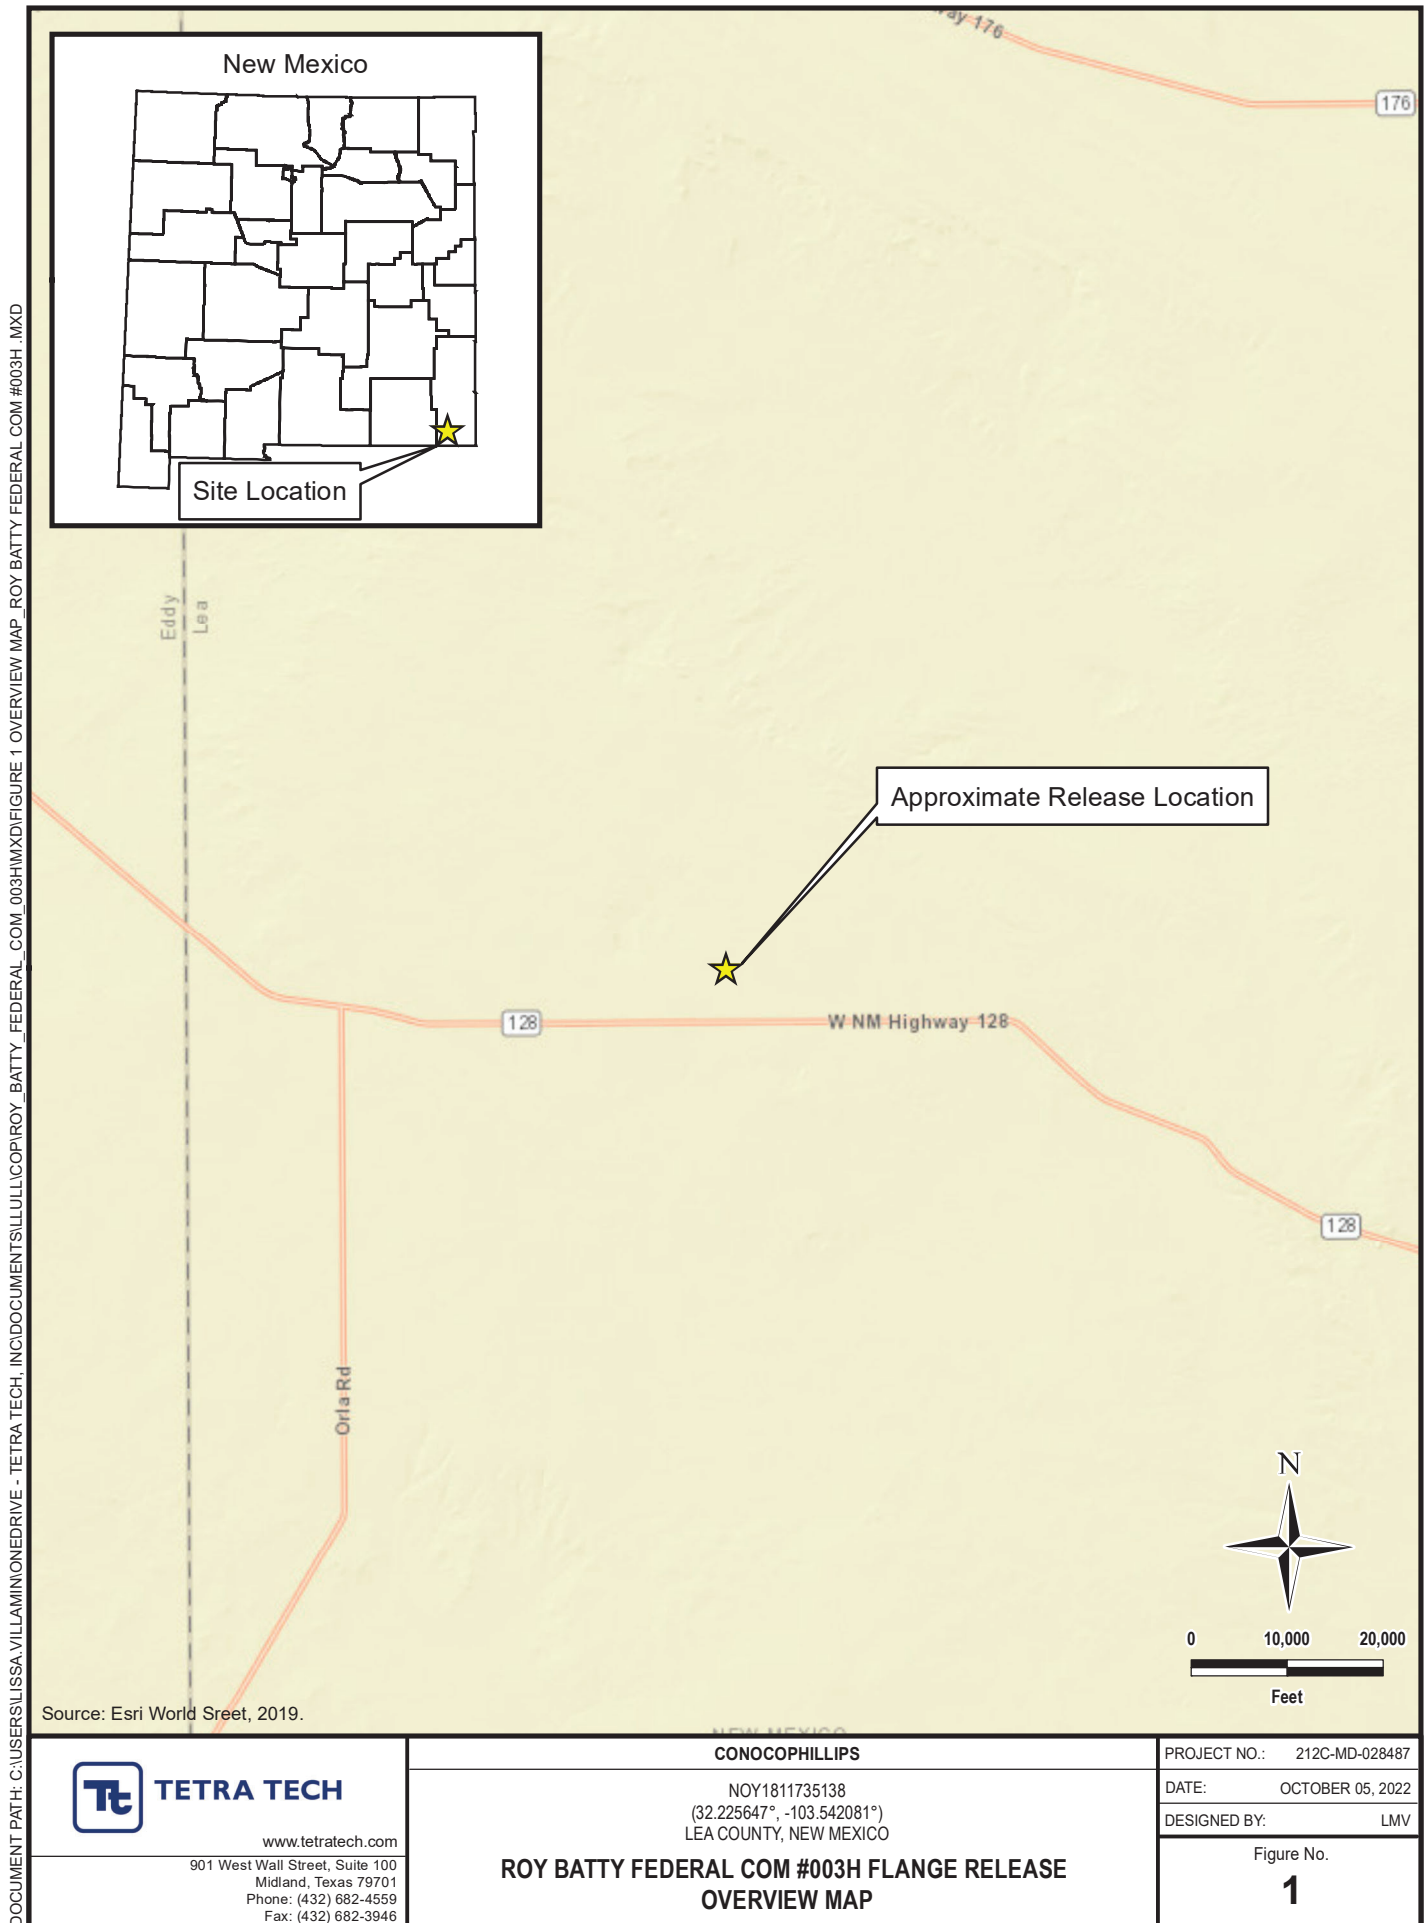 New Mexico
Site Location
176
Eddy
Lea
Approximate Release Location
128
W NM Highway 128
128
Orla Rd
N
0 10,000 20,000
Feet
Source: Esri World Sreet, 2019.
NEW MEXICO
DOCUMENT PATH: C:\USERS\LISSA.VILLAMIN\ONEDRIVE - TETRA TECH, INC\DOCUMENTS\LLULL\COP\ROY_BATTY_FEDERAL_COM_003H\MXD\FIGURE 1 OVERVIEW MAP_ROY BATTY FEDERAL COM #003H .MXD
Tt TETRA TECH
www.tetratech.com
901 West Wall Street, Suite 100
Midland, Texas 79701
Phone: (432) 682-4559
Fax: (432) 682-3946
CONOCOPHILLIPS
NOY1811735138
(32.225647°, -103.542081°)
LEA COUNTY, NEW MEXICO
ROY BATTY FEDERAL COM #003H FLANGE RELEASE
OVERVIEW MAP
PROJECT NO.: 212C-MD-028487
DATE: OCTOBER 05, 2022
DESIGNED BY: LMV
Figure No.
1